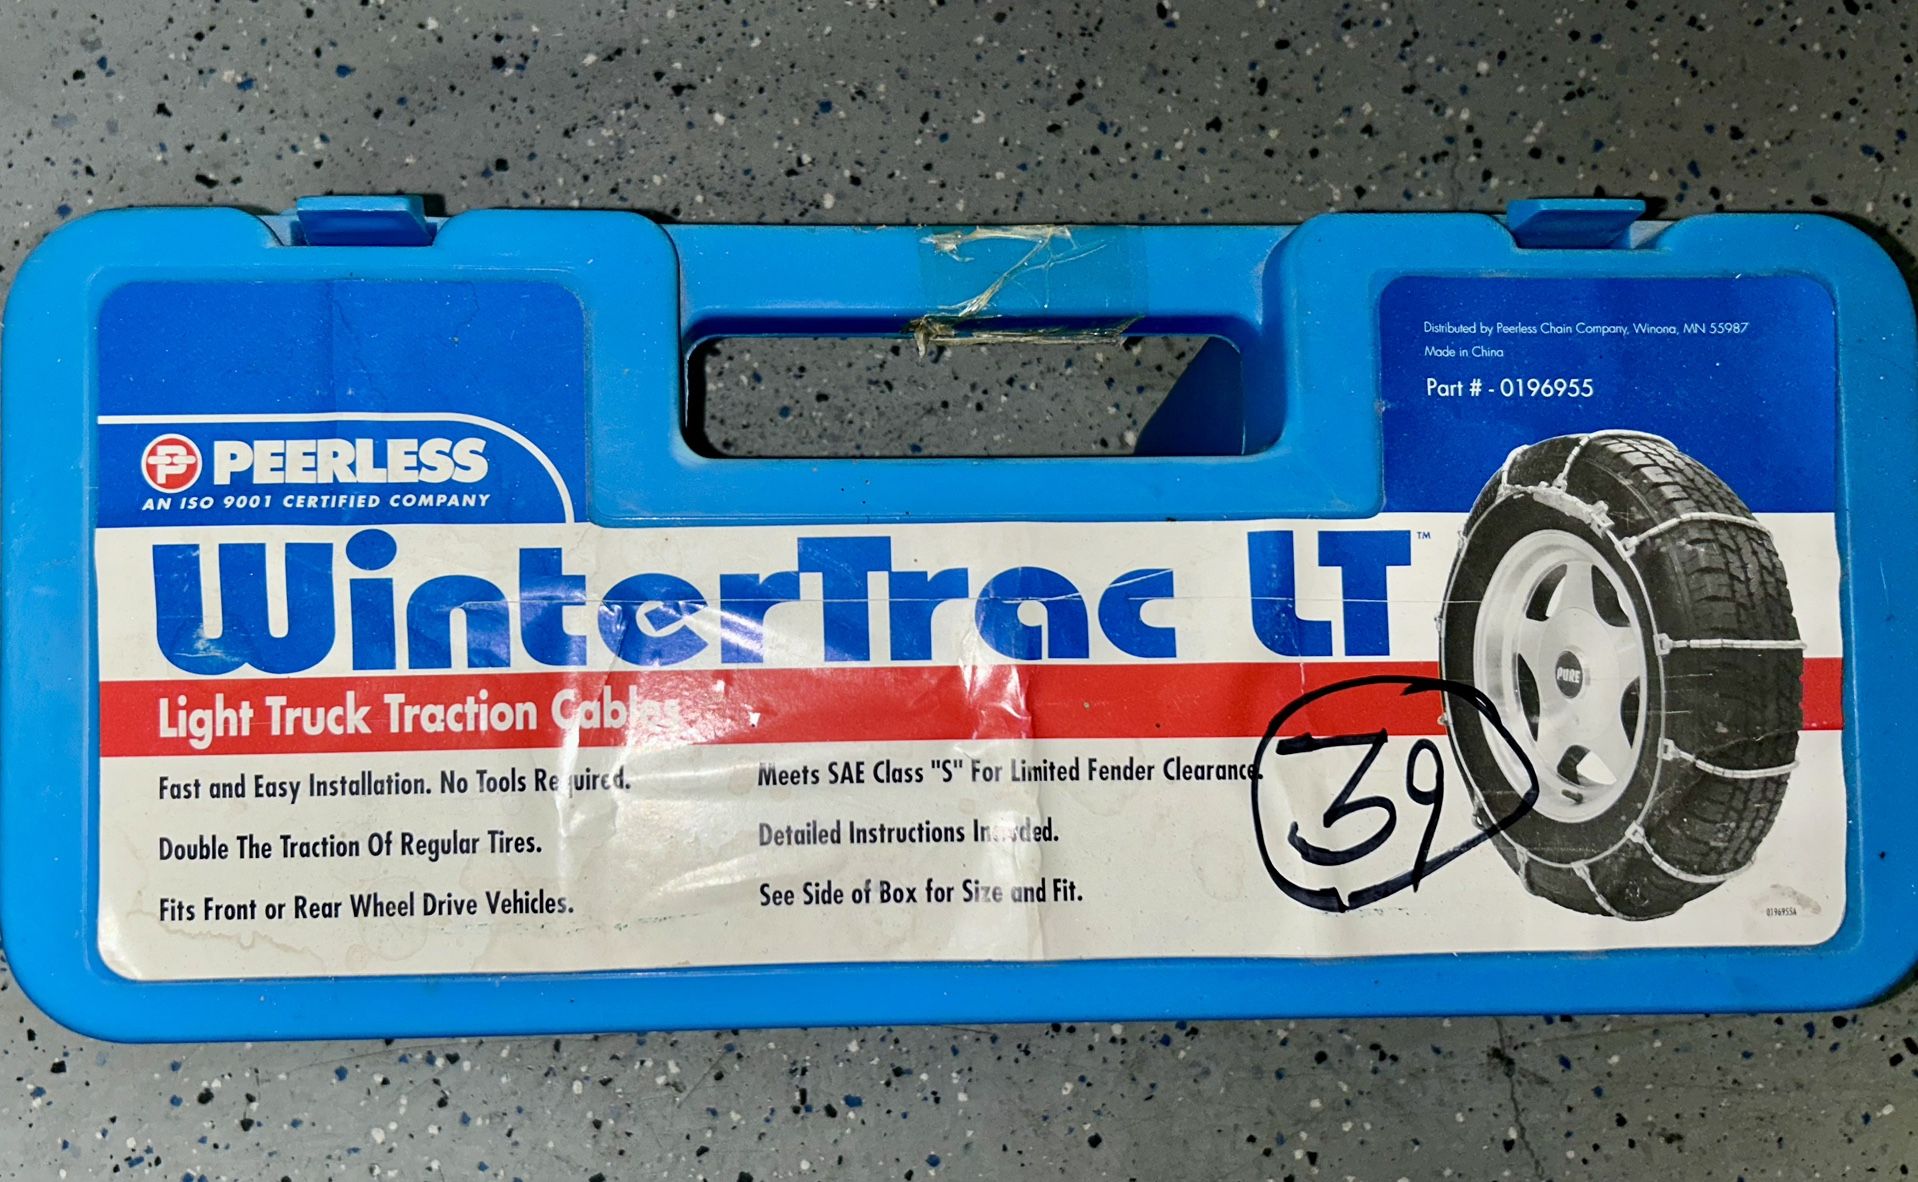 Distributed by Peerless Chain Company, Winona, MN 55987
Made in China
Part # - 0196955
PEERLESS
AN ISO 9001 CERTIFIED COMPANY
WinterTrac LT™
Light Truck Traction Cables
Fast and Easy Installation. No Tools Required.
Double The Traction Of Regular Tires.
Fits Front or Rear Wheel Drive Vehicles.
Meets SAE Class "S" For Limited Fender Clearance.
Detailed Instructions Included.
See Side of Box for Size and Fit.
39
PURE
0196955A